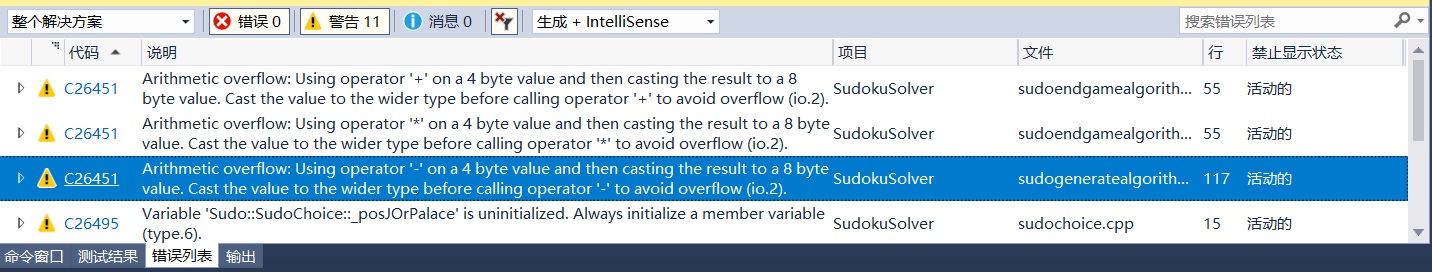 整个解决方案 错误 0 警告 11 消息 0 生成 + IntelliSense 搜索错误列表
代码 说明 项目 文件 行 禁止显示状态
C26451 Arithmetic overflow: Using operator '+' on a 4 byte value and then casting the result to a 8
byte value. Cast the value to the wider type before calling operator '+' to avoid overflow (io.2). SudokuSolver sudoendgamealgorith... 55 活动的
C26451 Arithmetic overflow: Using operator '*' on a 4 byte value and then casting the result to a 8 byte
value. Cast the value to the wider type before calling operator '*' to avoid overflow (io.2). SudokuSolver sudoendgamealgorith... 55 活动的
C26451 Arithmetic overflow: Using operator '-' on a 4 byte value and then casting the result to a 8 byte
value. Cast the value to the wider type before calling operator '-' to avoid overflow (io.2). SudokuSolver sudogeneratealgorith... 117 活动的
C26495 Variable 'Sudo::SudoChoice::_posJOrPalace' is uninitialized. Always initialize a member variable
(type.6). SudokuSolver sudochoice.cpp 15 活动的
命令窗口 测试结果 错误列表 输出